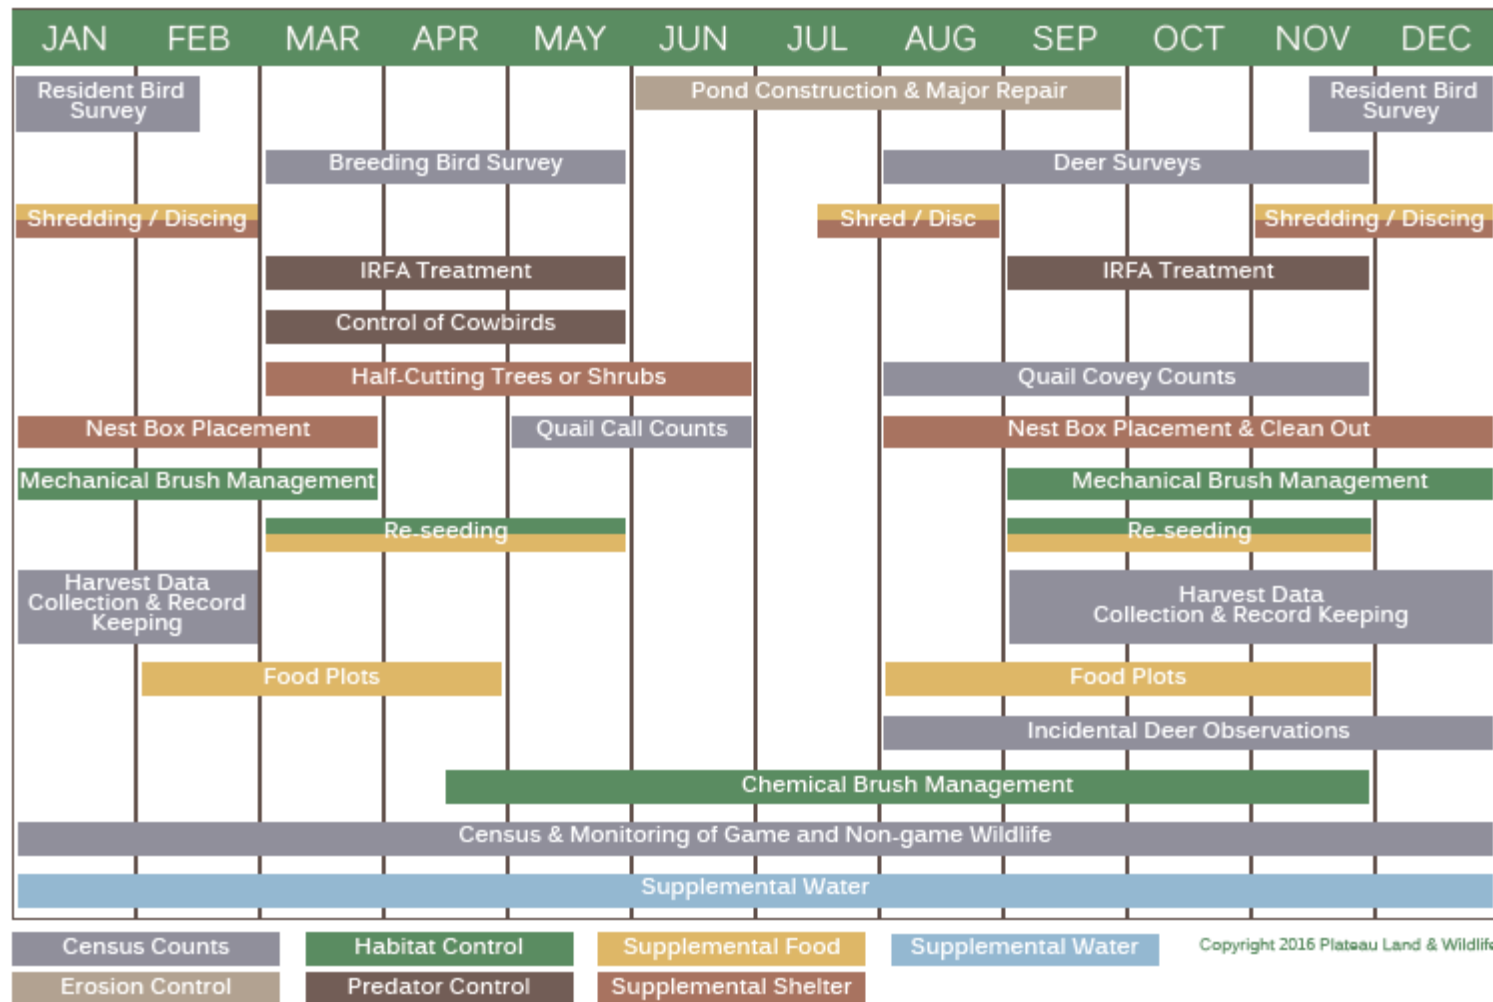 JAN FEB MAR APR MAY JUN JUL AUG SEP OCT NOV DEC
Resident Bird
Survey
Pond Construction & Major Repair
Resident Bird
Survey
Breeding Bird Survey
Deer Surveys
Shredding / Discing
Shred / Disc
Shredding / Discing
IRFA Treatment
IRFA Treatment
Control of Cowbirds
Half-Cutting Trees or Shrubs
Quail Covey Counts
Nest Box Placement
Quail Call Counts
Nest Box Placement & Clean Out
Mechanical Brush Management
Mechanical Brush Management
Re-seeding
Re-seeding
Harvest Data
Collection & Record
Keeping
Harvest Data
Collection & Record Keeping
Food Plots
Food Plots
Incidental Deer Observations
Chemical Brush Management
Census & Monitoring of Game and Non-game Wildlife
Supplemental Water
Census Counts
Habitat Control
Supplemental Food
Supplemental Water
Copyright 2016 Plateau Land & Wildlife
Erosion Control
Predator Control
Supplemental Shelter